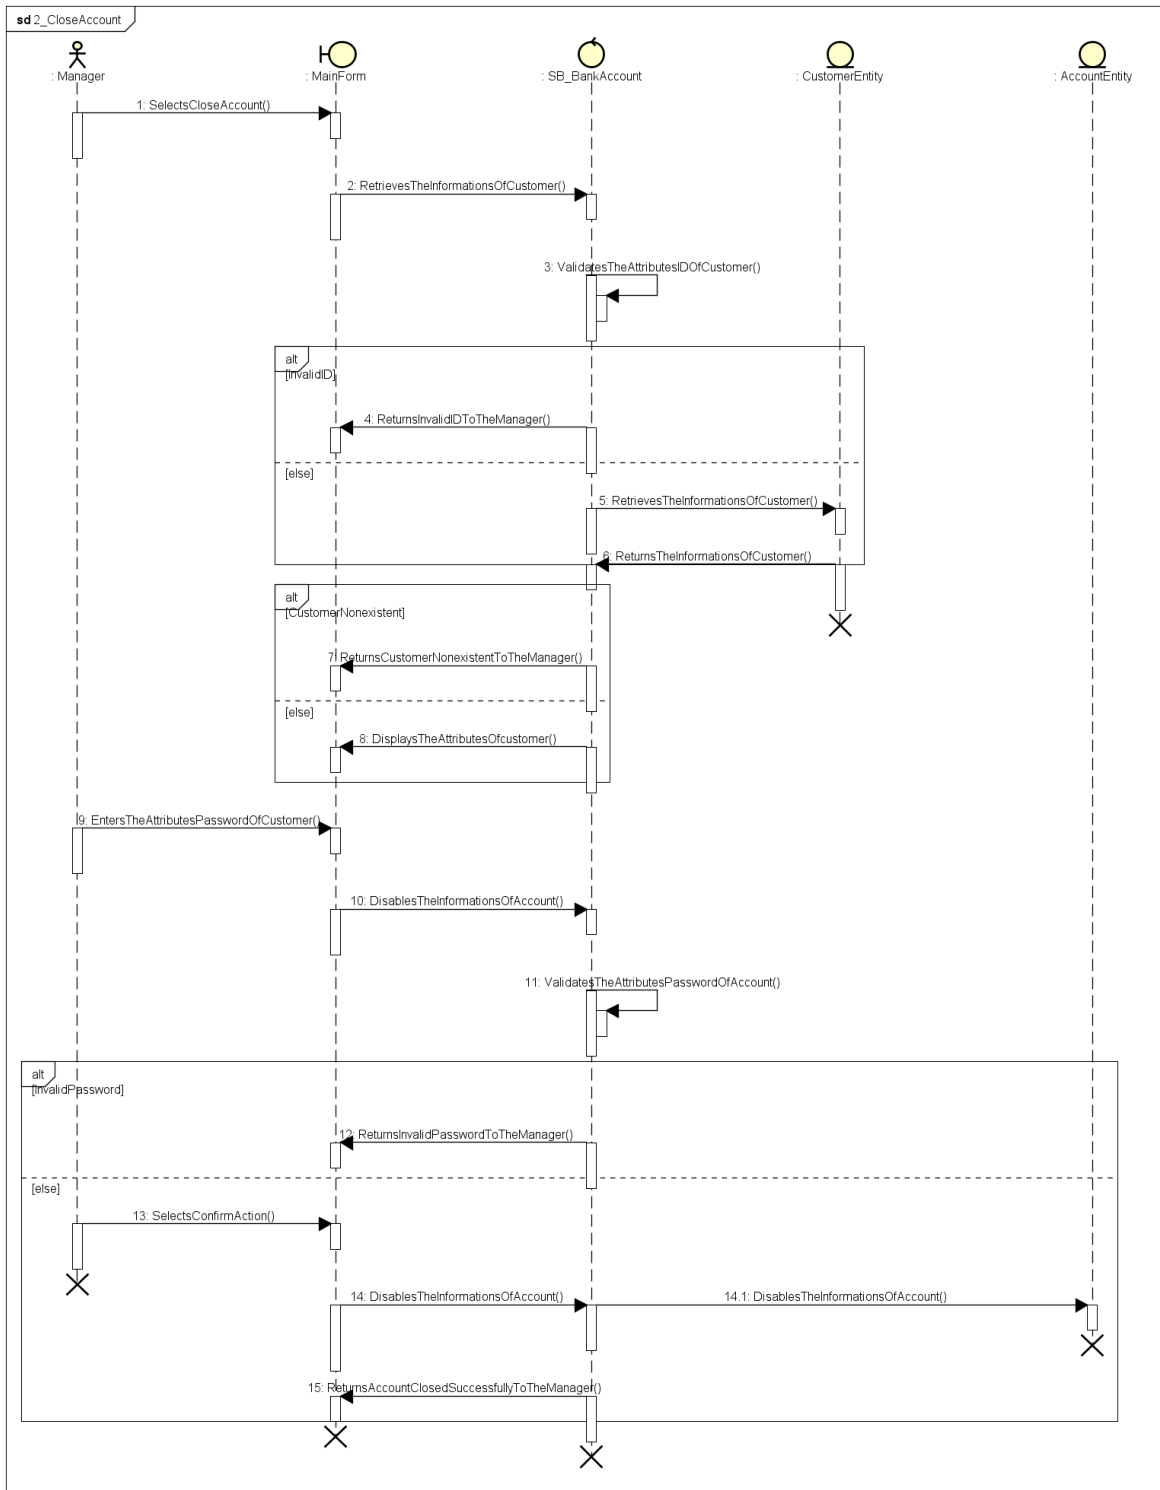 sd 2_CloseAccount
: Manager
: MainForm
: SB_BankAccount
: CustomerEntity
: AccountEntity
1: SelectsCloseAccount()
2: RetrievesTheInformationsOfCustomer()
3: ValidatesTheAttributesIDOfCustomer()
alt
[InvalidID]
4: ReturnsInvalidIDToTheManager()
[else]
5: RetrievesTheInformationsOfCustomer()
6: ReturnsTheInformationsOfCustomer()
alt
[CustomerNonexistent]
7: ReturnsCustomerNonexistentToTheManager()
[else]
8: DisplaysTheAttributesOfcustomer()
9: EntersTheAttributesPasswordOfCustomer()
10: DisablesTheInformationsOfAccount()
11: ValidatesTheAttributesPasswordOfAccount()
alt
[InvalidPassword]
12: ReturnsInvalidPasswordToTheManager()
[else]
13: SelectsConfirmAction()
14: DisablesTheInformationsOfAccount()
14.1: DisablesTheInformationsOfAccount()
15: ReturnsAccountClosedSuccessfullyToTheManager()